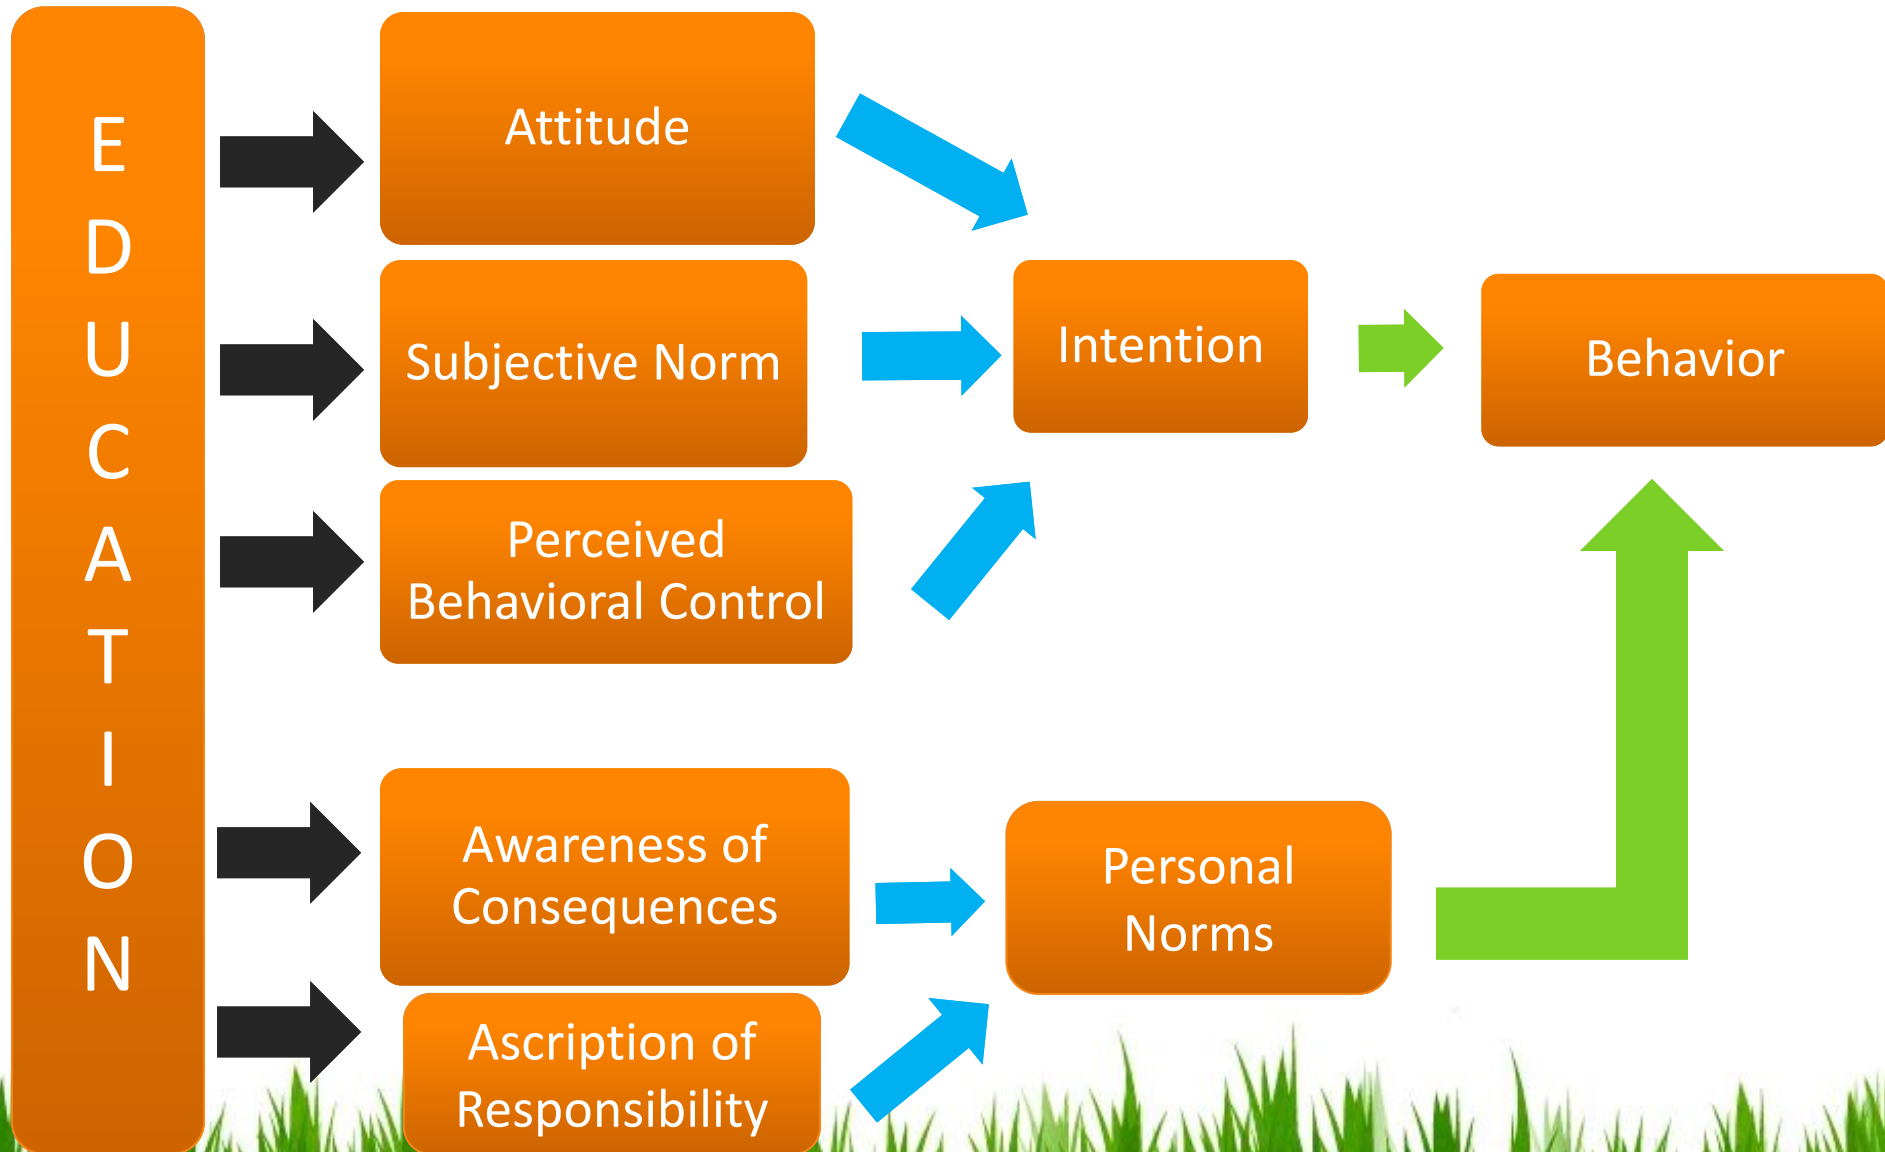 E
D
U
C
A
T
I
O
N
Attitude
Subjective Norm
Perceived
Behavioral Control
Intention
Behavior
Awareness of
Consequences
Personal
Norms
Ascription of
Responsibility